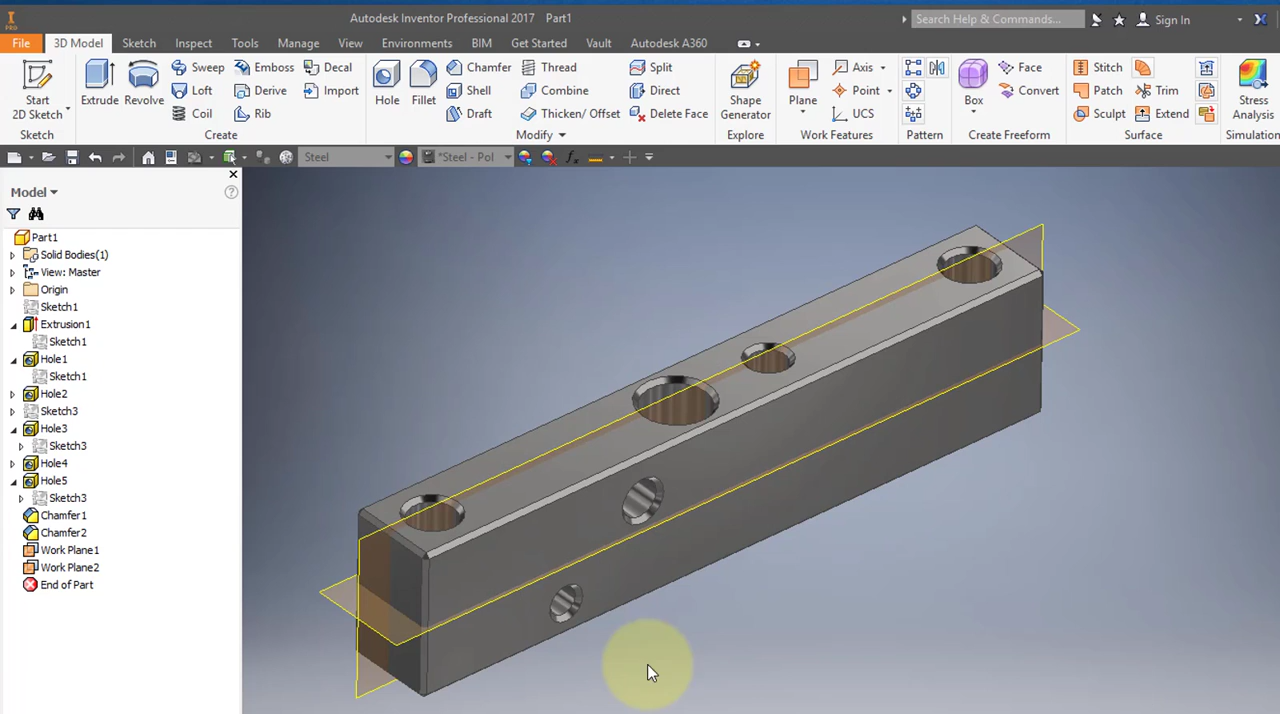 Autodesk Inventor Professional 2017 Part1
Search Help & Commands...
Sign In
PRO
File 3D Model Sketch Inspect Tools Manage View Environments BIM Get Started Vault Autodesk A360
Start
2D Sketch
Sketch
Extrude
Revolve
Sweep
Loft
Coil
Emboss
Derive
Rib
Decal
Import
Create
Hole
Fillet
Chamfer
Shell
Draft
Thread
Combine
Thicken/ Offset
Split
Direct
Delete Face
Modify
Shape
Generator
Explore
Plane
Axis
Point
UCS
Work Features
Pattern
Box
Face
Convert
Create Freeform
Stitch
Patch
Sculpt
Trim
Extend
Surface
Stress
Analysis
Simulation
Steel
*Steel - Pol
Model
Part1
Solid Bodies(1)
View: Master
Origin
Sketch1
Extrusion1
Sketch1
Hole1
Sketch1
Hole2
Sketch3
Hole3
Sketch3
Hole4
Hole5
Sketch3
Chamfer1
Chamfer2
Work Plane1
Work Plane2
End of Part